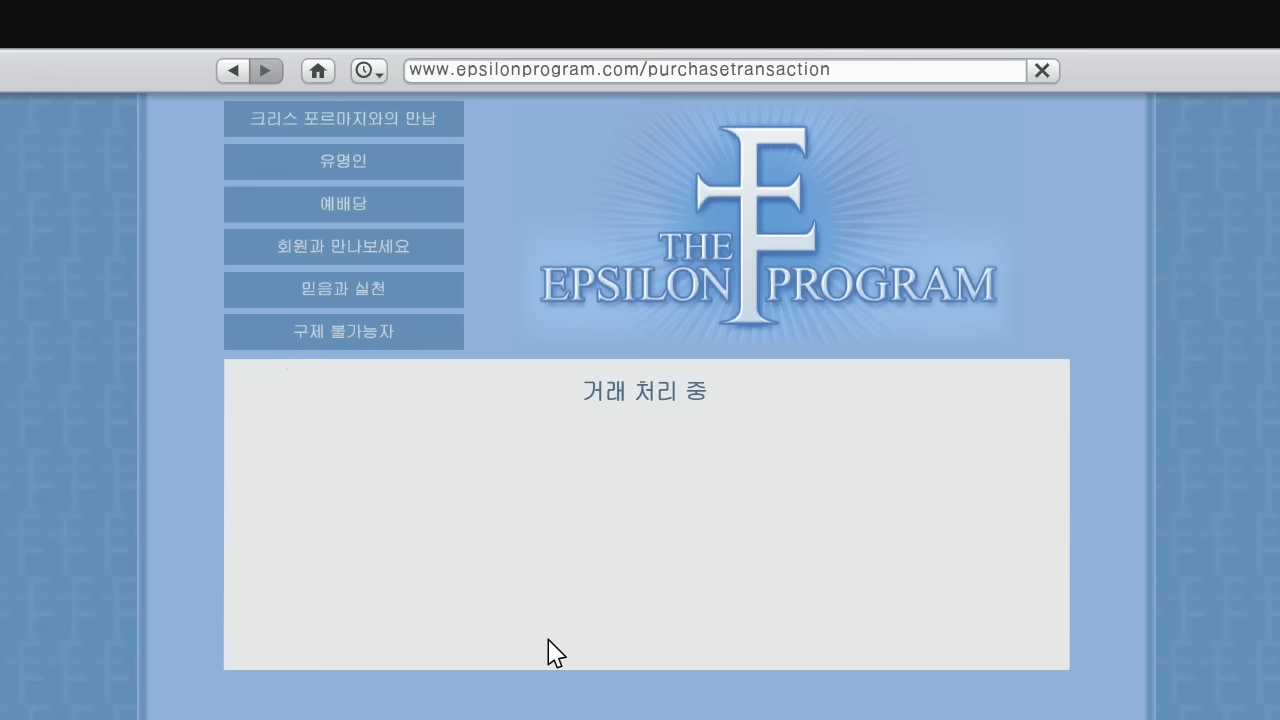 www.epsilonprogram.com/purchasetransaction
크리스 포르마지와의 만남
유명인
예배당
회원과 만나보세요
믿음과 실천
구제 불가능자
THE
EPSILON PROGRAM
거래 처리 중